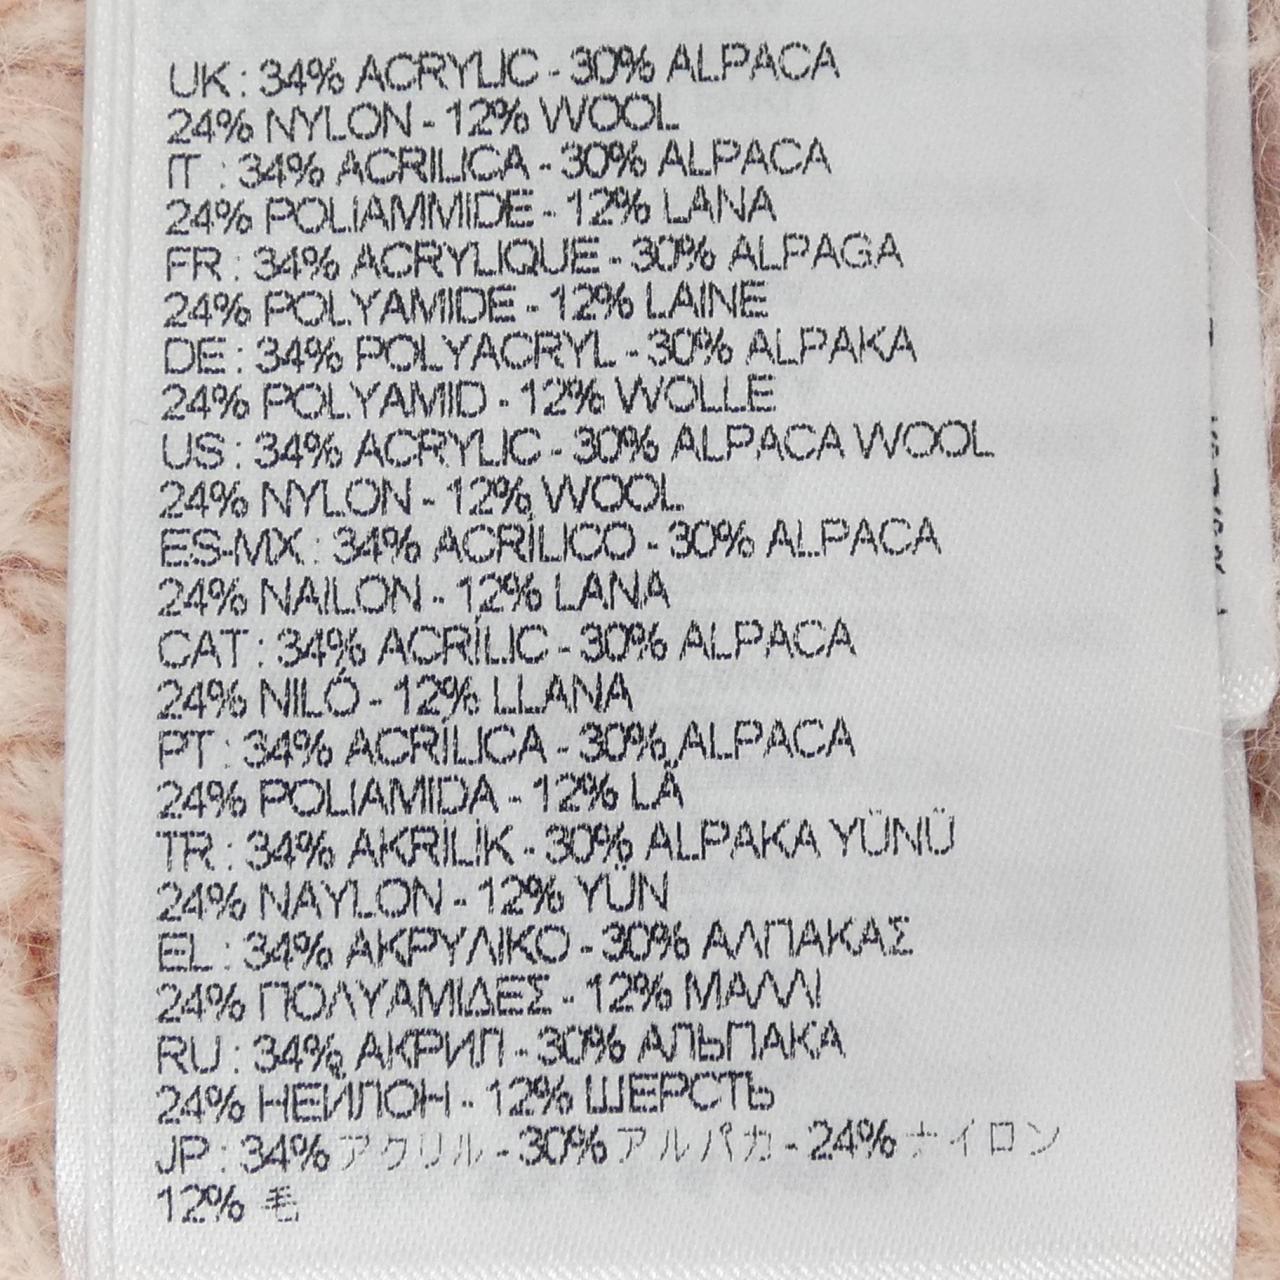 UK : 34% ACRYLIC - 30% ALPACA
24% NYLON - 12% WOOL
IT : 34% ACRILICA - 30% ALPACA
24% POLIAMMIDE - 12% LANA
FR : 34% ACRYLIQUE - 30% ALPAGA
24% POLYAMIDE - 12% LAINE
DE : 34% POLYACRYL - 30% ALPAKA
24% POLYAMID - 12% WOLLE
US : 34% ACRYLIC - 30% ALPACA WOOL
24% NYLON - 12% WOOL
ES-MX : 34% ACRÍLICO - 30% ALPACA
24% NAILON - 12% LANA
CAT : 34% ACRÍLIC - 30% ALPACA
24% NILÓ - 12% LLANA
PT : 34% ACRÍLICA - 30% ALPACA
24% POLIAMIDA - 12% LÃ
TR : 34% AKRİLİK - 30% ALPAKA YÜNÜ
24% NAYLON - 12% YÜN
EL : 34% ΑΚΡΥΛΙΚΟ - 30% ΑΛΠΑΚΑΣ
24% ΠΟΛΥΑΜΙΔΕΣ - 12% ΜΑΛΛΙ
RU : 34% АКРИЛ - 30% АЛЬПАКА
24% НЕЙЛОН - 12% ШЕРСТЬ
JP : 34% アクリル - 30% アルパカ - 24% ナイロン
12% 毛